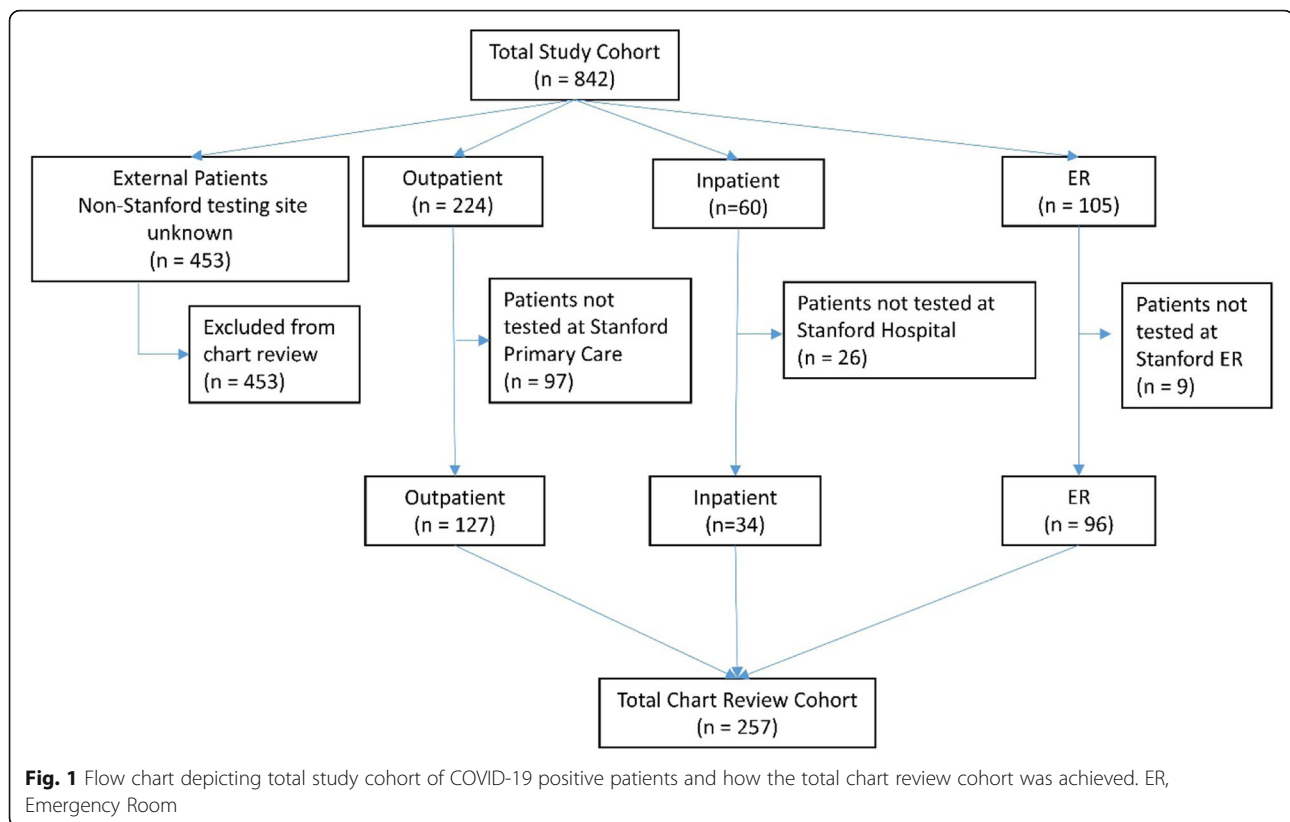 Total Study Cohort
(n = 842)
External Patients
Non-Stanford testing site
unknown
(n = 453)
Outpatient
(n = 224)
Inpatient
(n=60)
ER
(n = 105)
Excluded from
chart review
(n = 453)
Patients not
tested at Stanford
Primary Care
(n = 97)
Patients not tested at
Stanford Hospital
(n = 26)
Patients not
tested at
Stanford ER
(n = 9)
Outpatient
(n = 127)
Inpatient
(n=34)
ER
(n = 96)
Total Chart Review Cohort
(n = 257)
Fig. 1 Flow chart depicting total study cohort of COVID-19 positive patients and how the total chart review cohort was achieved. ER,
Emergency Room